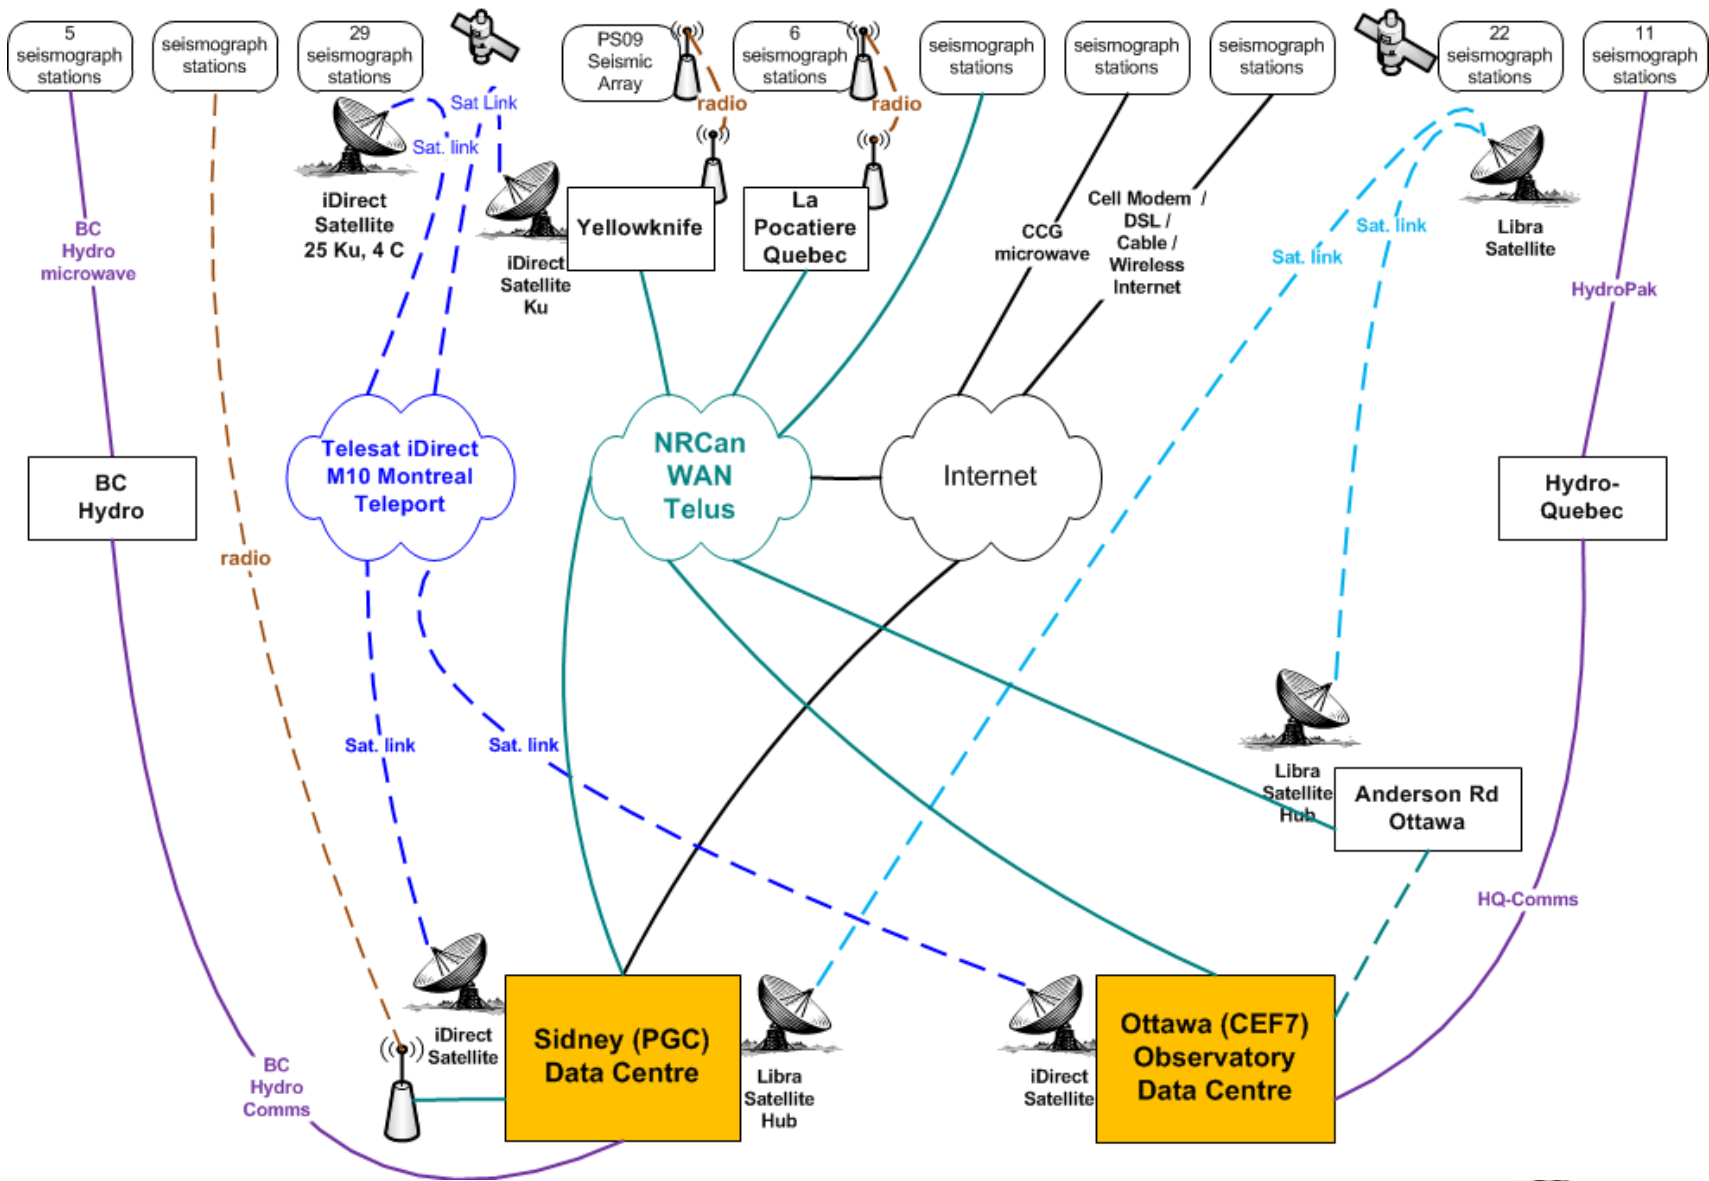 5
seismograph
stations
seismograph
stations
29
seismograph
stations
PS09
Seismic
Array
6
seismograph
stations
seismograph
stations
seismograph
stations
seismograph
stations
22
seismograph
stations
11
seismograph
stations
radio
radio
Sat Link
Sat. link
iDirect
Satellite
25 Ku, 4 C
iDirect
Satellite
Ku
Yellowknife
La
Pocatiere
Quebec
BC
Hydro
microwave
CCG
microwave
Cell Modem /
DSL /
Cable /
Wireless
Internet
Sat. link
Sat. link
Libra
Satellite
HydroPak
Telesat iDirect
M10 Montreal
Teleport
NRCan
WAN
Telus
Internet
BC
Hydro
Hydro-
Quebec
radio
Sat. link
Sat. link
Libra
Satellite
Hub
Anderson Rd
Ottawa
HQ-Comms
iDirect
Satellite
Sidney (PGC)
Data Centre
Libra
Satellite
Hub
iDirect
Satellite
Ottawa (CEF7)
Observatory
Data Centre
BC
Hydro
Comms